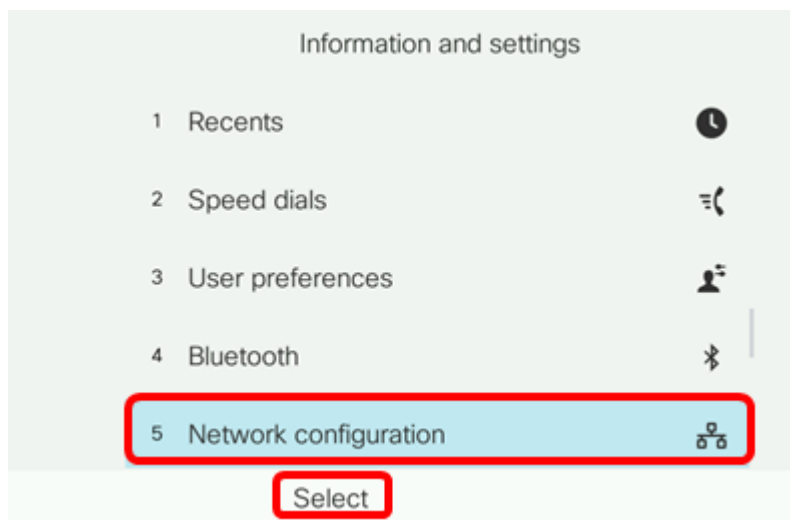 Information and settings
1 Recents
2 Speed dials
3 User preferences
4 Bluetooth
5 Network configuration
Select